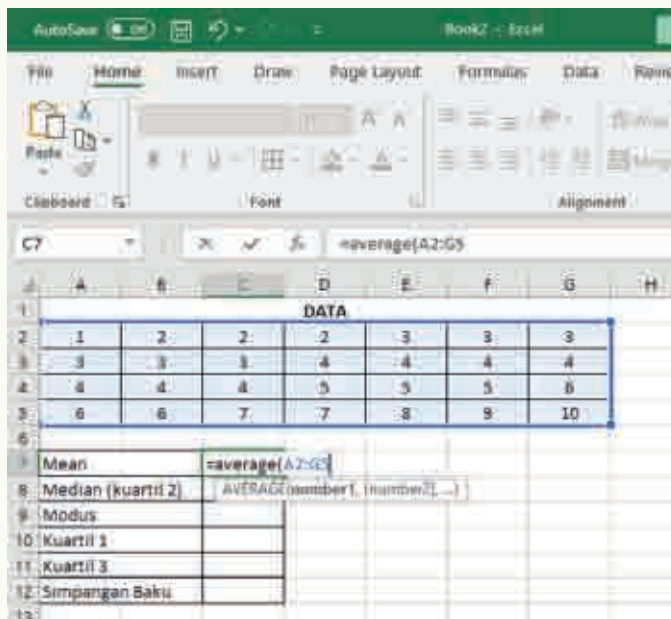 AutoSave Off Book2 - Excel
File Home Insert Draw Page Layout Formulas Data
Paste
Clipboard Font Alignment
C7 fx =average(A2:G5
A B C D E F G H
1 DATA
2 1 2 2 2 3 3 3
3 3 3 3 4 4 4 4
4 4 4 4 5 5 5 6
5 6 6 7 7 8 9 10
6
7 Mean =average(A2:G5
8 Median (kuartil 2) AVERAGE(number1, [number2], ...)
9 Modus
10 Kuartil 1
11 Kuartil 3
12 Simpangan Baku
13